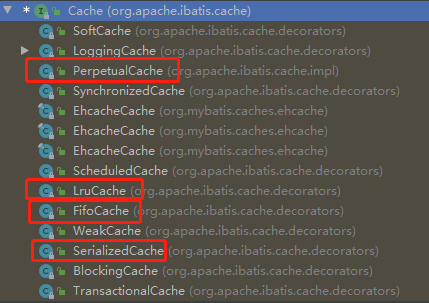 Cache (org.apache.ibatis.cache)
SoftCache (org.apache.ibatis.cache.decorators)
LoggingCache (org.apache.ibatis.cache.decorators)
PerpetualCache (org.apache.ibatis.cache.impl)
SynchronizedCache (org.apache.ibatis.cache.decorators)
EhcacheCache (org.mybatis.caches.ehcache)
EhcacheCache (org.mybatis.caches.ehcache)
EhcacheCache (org.mybatis.caches.ehcache)
ScheduledCache (org.apache.ibatis.cache.decorators)
LruCache (org.apache.ibatis.cache.decorators)
FifoCache (org.apache.ibatis.cache.decorators)
WeakCache (org.apache.ibatis.cache.decorators)
SerializedCache (org.apache.ibatis.cache.decorators)
BlockingCache (org.apache.ibatis.cache.decorators)
TransactionalCache (org.apache.ibatis.cache.decorators)